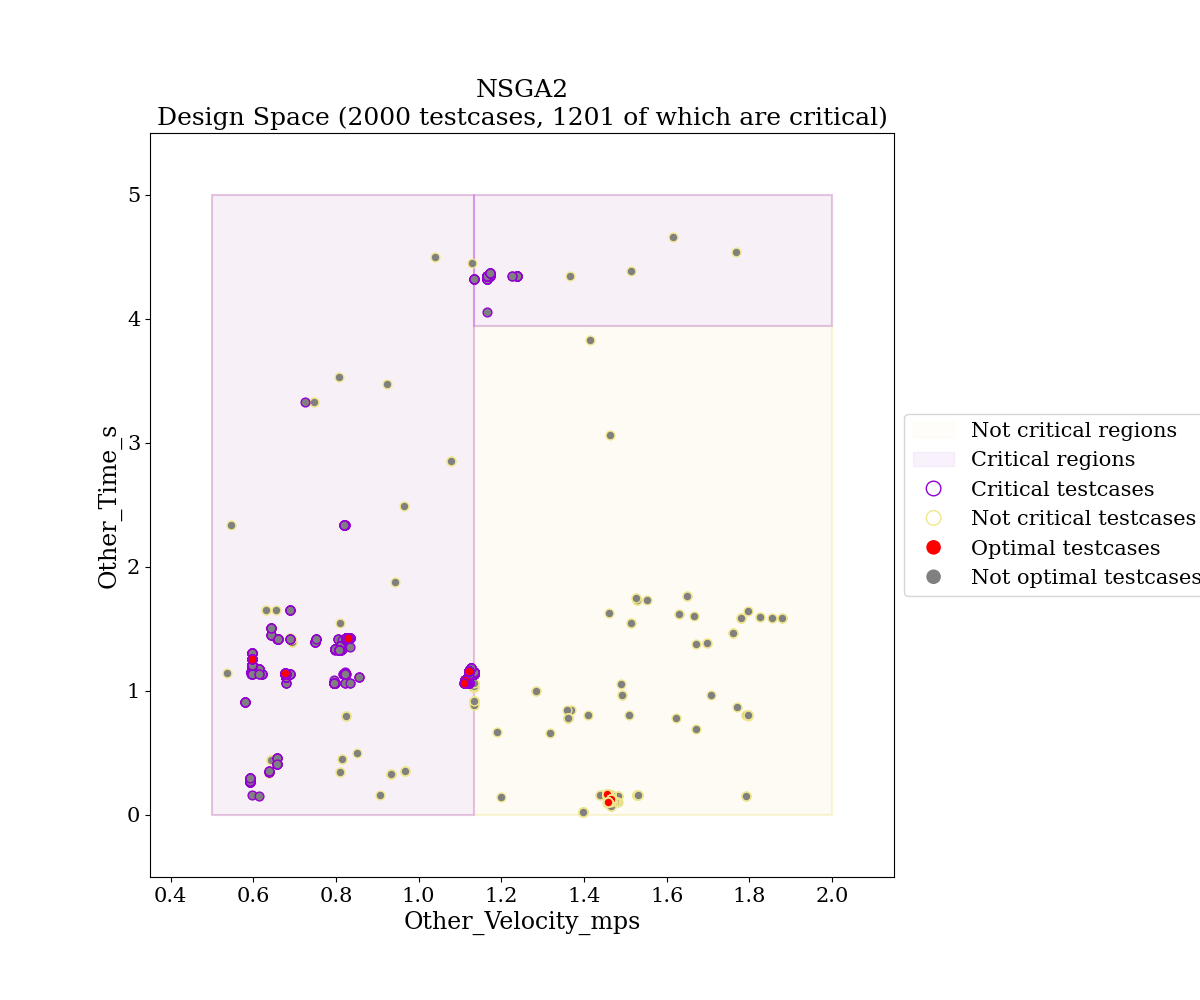 NSGA2
Design Space (2000 testcases, 1201 of which are critical)
Other_Time_s
5
4
3
2
1
0
0.4 0.6 0.8 1.0 1.2 1.4 1.6 1.8 2.0
Other_Velocity_mps
Not critical regions
Critical regions
Critical testcases
Not critical testcases
Optimal testcases
Not optimal testcases